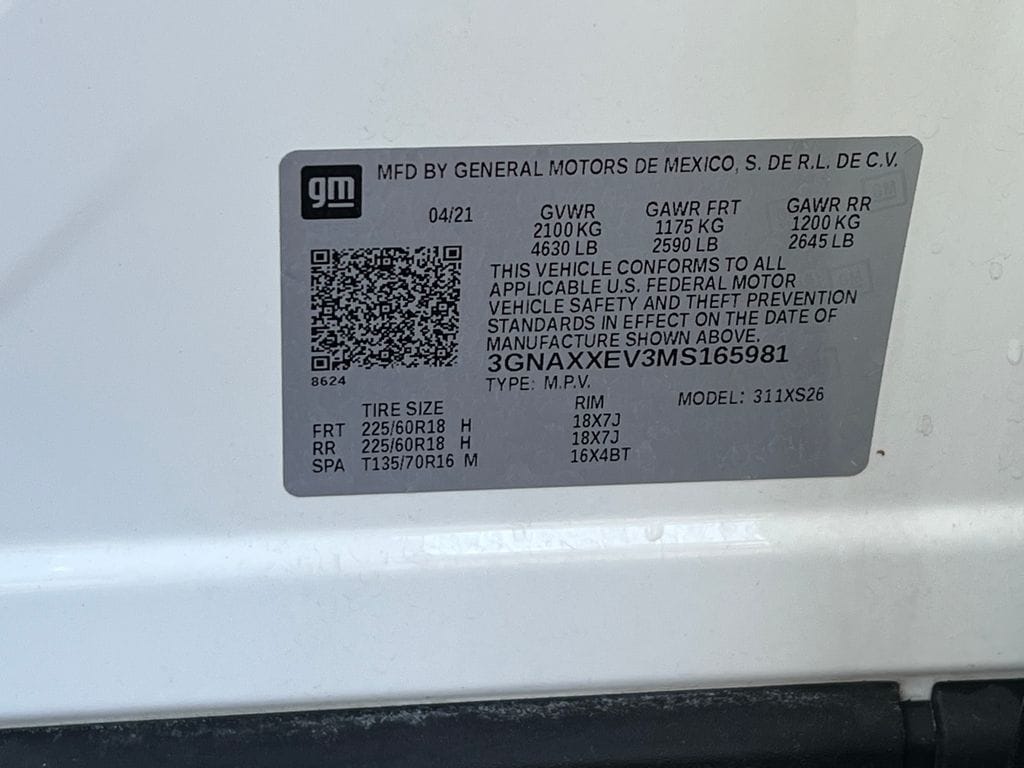 gm
MFD BY GENERAL MOTORS DE MEXICO, S. DE R.L. DE C.V.
04/21 GVWR GAWR FRT GAWR RR
2100 KG 1175 KG 1200 KG
4630 LB 2590 LB 2645 LB
THIS VEHICLE CONFORMS TO ALL
APPLICABLE U.S. FEDERAL MOTOR
VEHICLE SAFETY AND THEFT PREVENTION
STANDARDS IN EFFECT ON THE DATE OF
MANUFACTURE SHOWN ABOVE.
3GNAXXEV3MS165981
8624
TYPE: M.P.V.
MODEL: 311XS26
TIRE SIZE RIM
FRT 225/60R18 H 18X7J
RR 225/60R18 H 18X7J
SPA T135/70R16 M 16X4BT